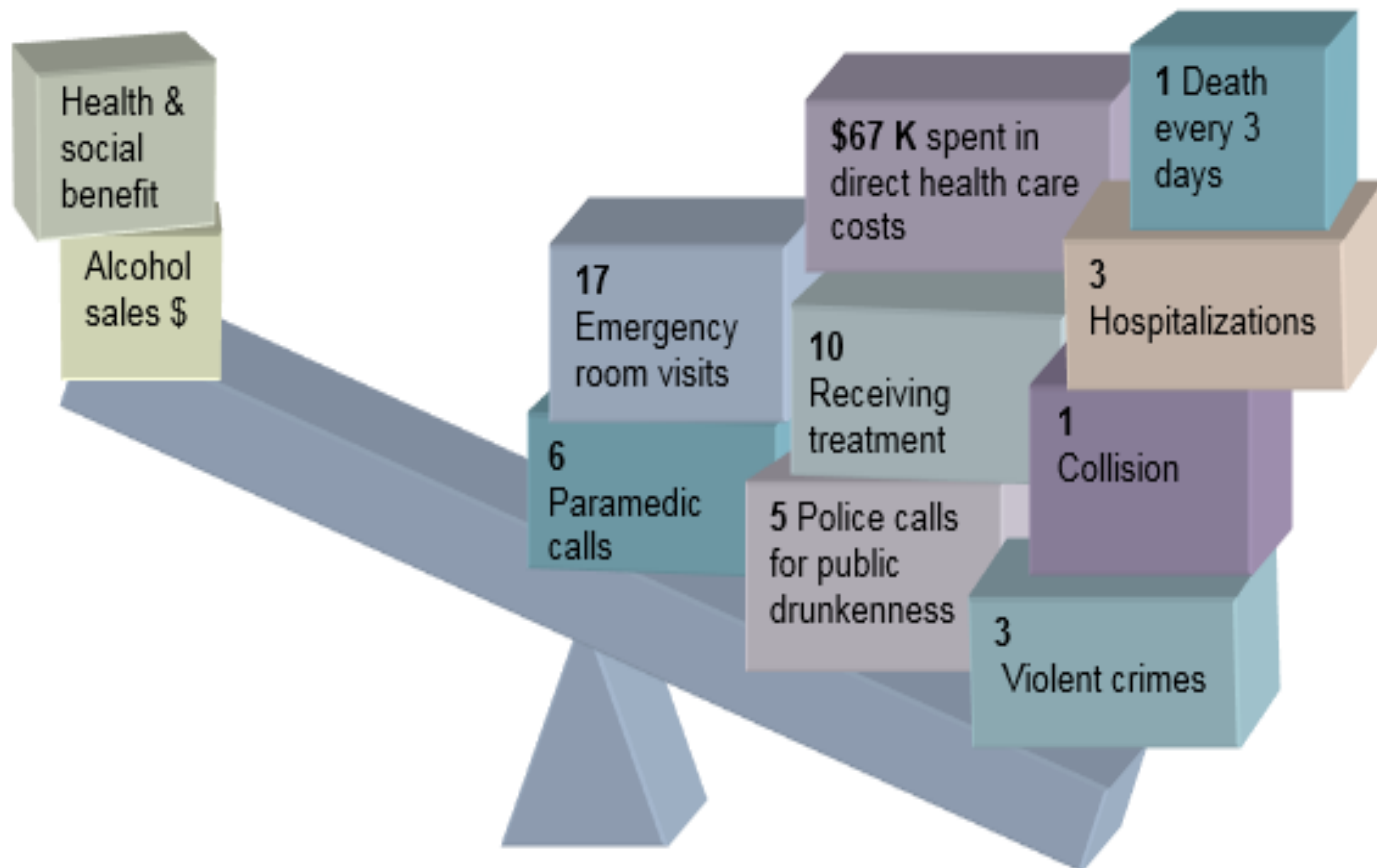 Health &
social
benefit
Alcohol
sales $
17
Emergency
room visits
6
Paramedic
calls
$67 K spent in
direct health care
costs
10
Receiving
treatment
5 Police calls
for public
drunkenness
1 Death
every 3
days
3
Hospitalizations
1
Collision
3
Violent crimes